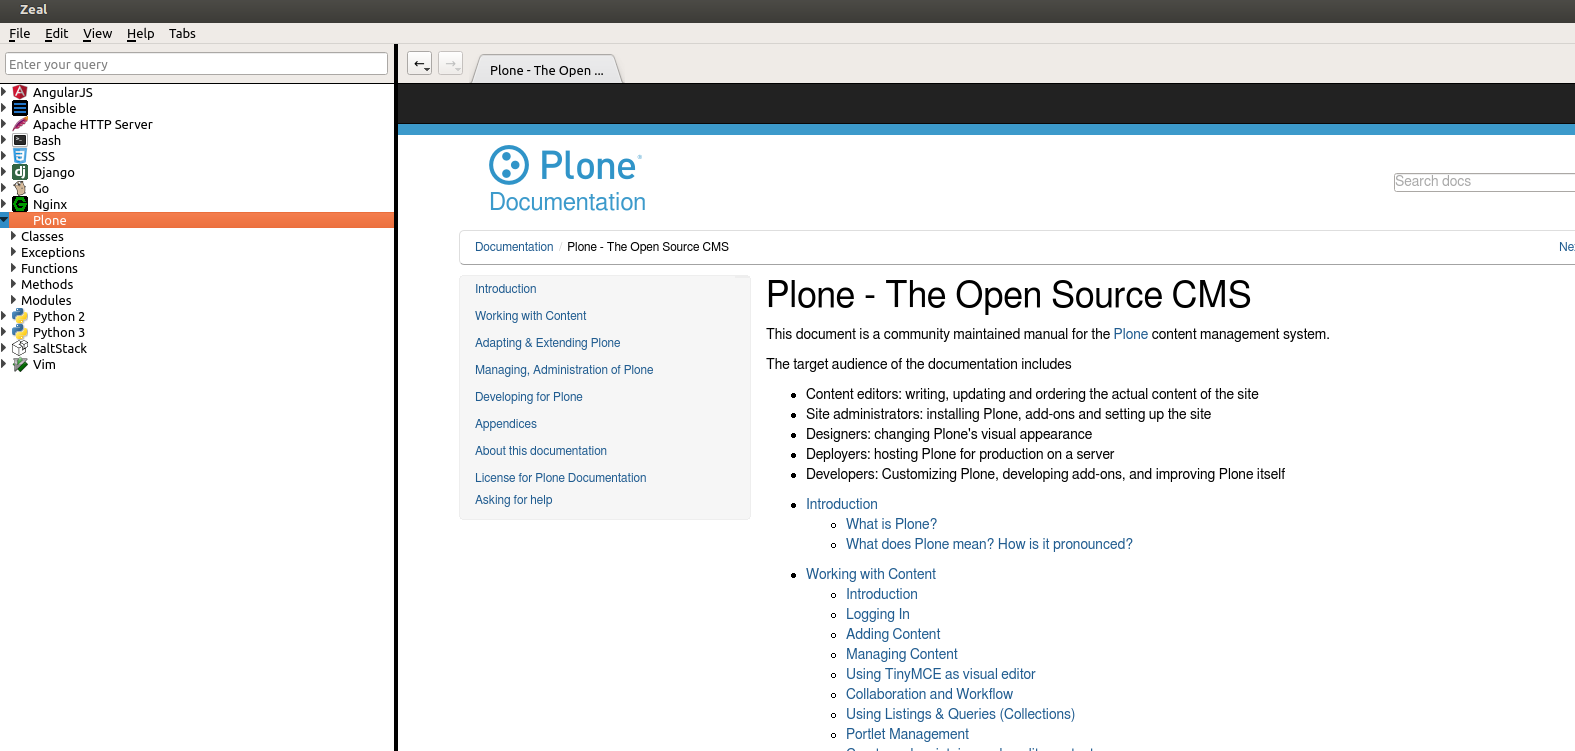 Zeal
File Edit View Help Tabs
Enter your query
AngularJS
Ansible
Apache HTTP Server
Bash
CSS
Django
Go
Nginx
Plone
Classes
Exceptions
Functions
Methods
Modules
Python 2
Python 3
SaltStack
Vim
Plone - The Open ...
Plone
Documentation
Search docs
Documentation / Plone - The Open Source CMS
Introduction
Working with Content
Adapting & Extending Plone
Managing, Administration of Plone
Developing for Plone
Appendices
About this documentation
License for Plone Documentation
Asking for help
Plone - The Open Source CMS
This document is a community maintained manual for the Plone content management system.
The target audience of the documentation includes
Content editors: writing, updating and ordering the actual content of the site
Site administrators: installing Plone, add-ons and setting up the site
Designers: changing Plone's visual appearance
Deployers: hosting Plone for production on a server
Developers: Customizing Plone, developing add-ons, and improving Plone itself
Introduction
What is Plone?
What does Plone mean? How is it pronounced?
Working with Content
Introduction
Logging In
Adding Content
Managing Content
Using TinyMCE as visual editor
Collaboration and Workflow
Using Listings & Queries (Collections)
Portlet Management